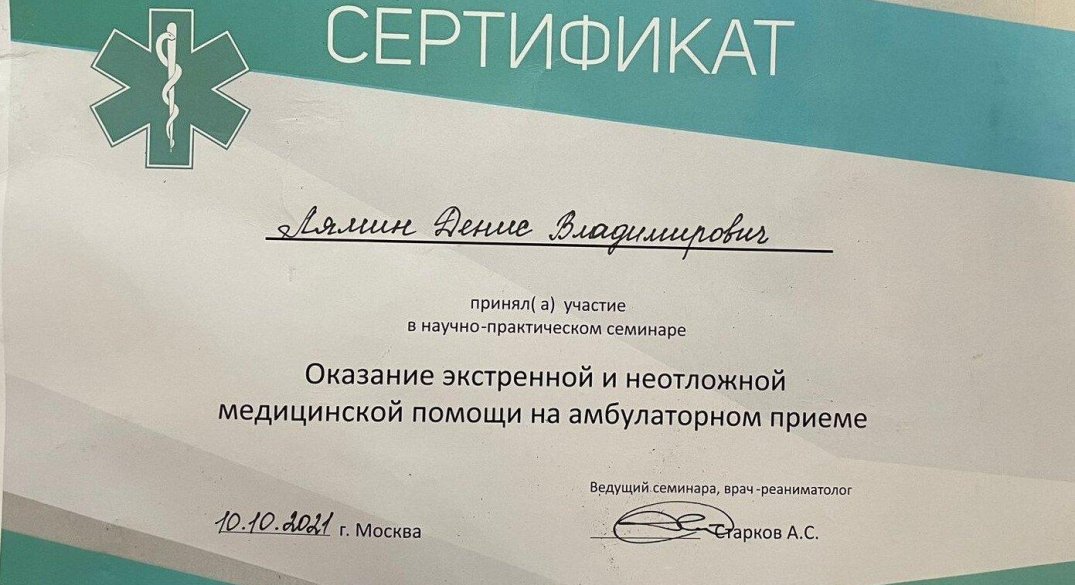 СЕРТИФИКАТ
Лямин Денис Владимирович
принял( а) участие
в научно-практическом семинаре
Оказание экстренной и неотложной
медицинской помощи на амбулаторном приеме
Ведущий семинара, врач-реаниматолог
10.10.2021 г. Москва
Старков А.С.